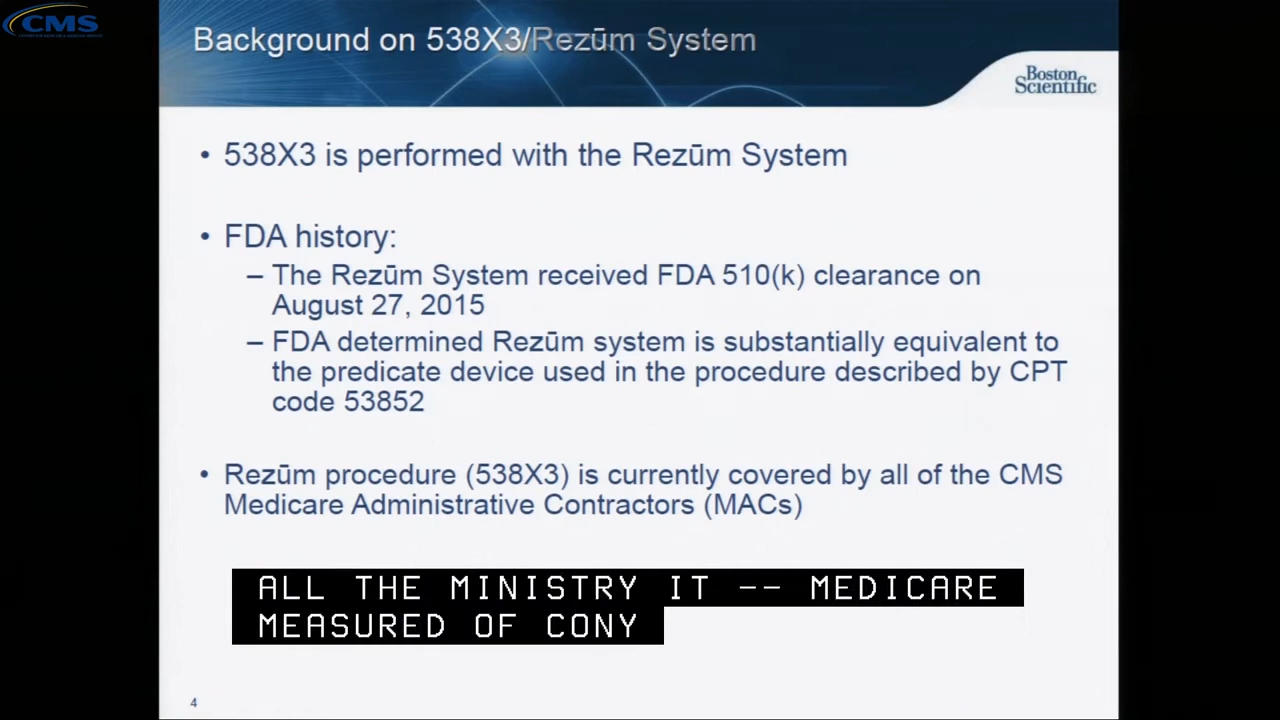 CMS
Background on 538X3/Rezūm System
Boston
Scientific
• 538X3 is performed with the Rezūm System
• FDA history:
– The Rezūm System received FDA 510(k) clearance on
August 27, 2015
– FDA determined Rezūm system is substantially equivalent to
the predicate device used in the procedure described by CPT
code 53852
• Rezūm procedure (538X3) is currently covered by all of the CMS
Medicare Administrative Contractors (MACs)
ALL THE MINISTRY IT -- MEDICARE
MEASURED OF CONY
4